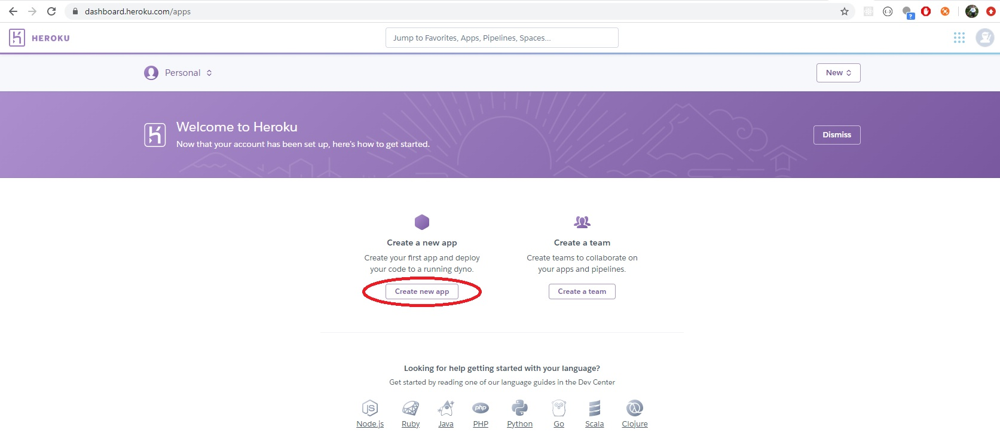 dashboard.heroku.com/apps
HEROKU
Jump to Favorites, Apps, Pipelines, Spaces...
Personal
New
Welcome to Heroku
Now that your account has been set up, here's how to get started.
Dismiss
Create a new app
Create your first app and deploy
your code to a running dyno.
Create new app
Create a team
Create teams to collaborate on
your apps and pipelines.
Create a team
Looking for help getting started with your language?
Get started by reading one of our language guides in the Dev Center
JS
php
Node.js
Ruby
Java
PHP
Python
Go
Scala
Clojure